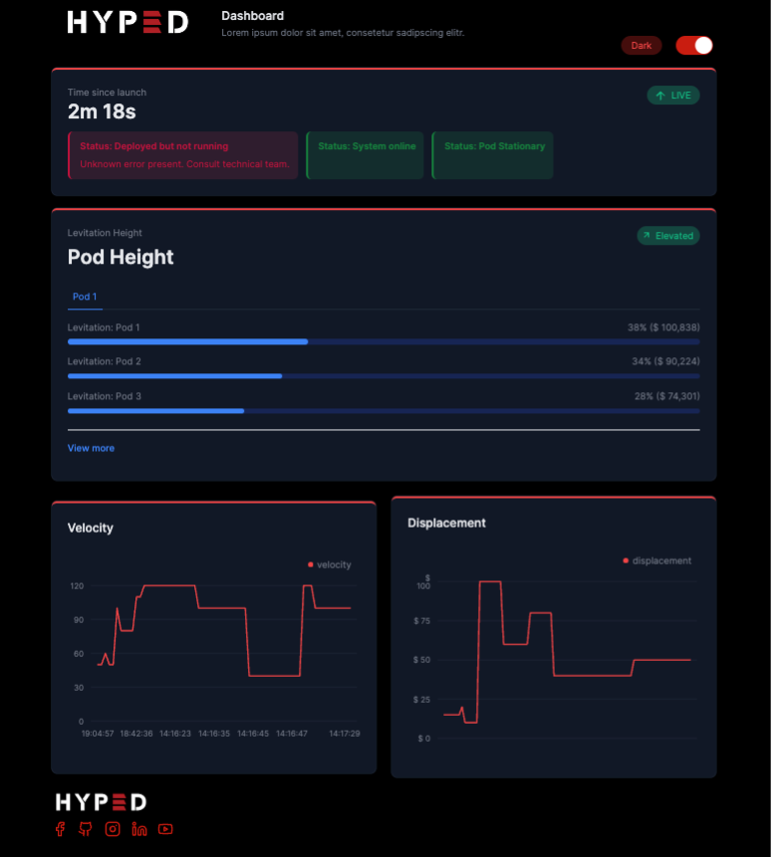 HYPED
Dashboard
Lorem ipsum dolor sit amet, consetetur sadipscing elitr.
Dark
Time since launch
LIVE
2m 18s
Status: Deployed but not running
Unknown error present. Consult technical team.
Status: System online
Status: Pod Stationary
Levitation Height
Elevated
Pod Height
Pod 1
Levitation: Pod 1
38% ($ 100,838)
Levitation: Pod 2
34% ($ 90,224)
Levitation: Pod 3
28% ($ 74,301)
View more
Velocity
velocity
120
90
60
30
0
19:04:57 18:42:36 14:16:23 14:16:35 14:16:45 14:16:47 14:17:29
Displacement
displacement
$
100
$ 75
$ 50
$ 25
$ 0
HYPED